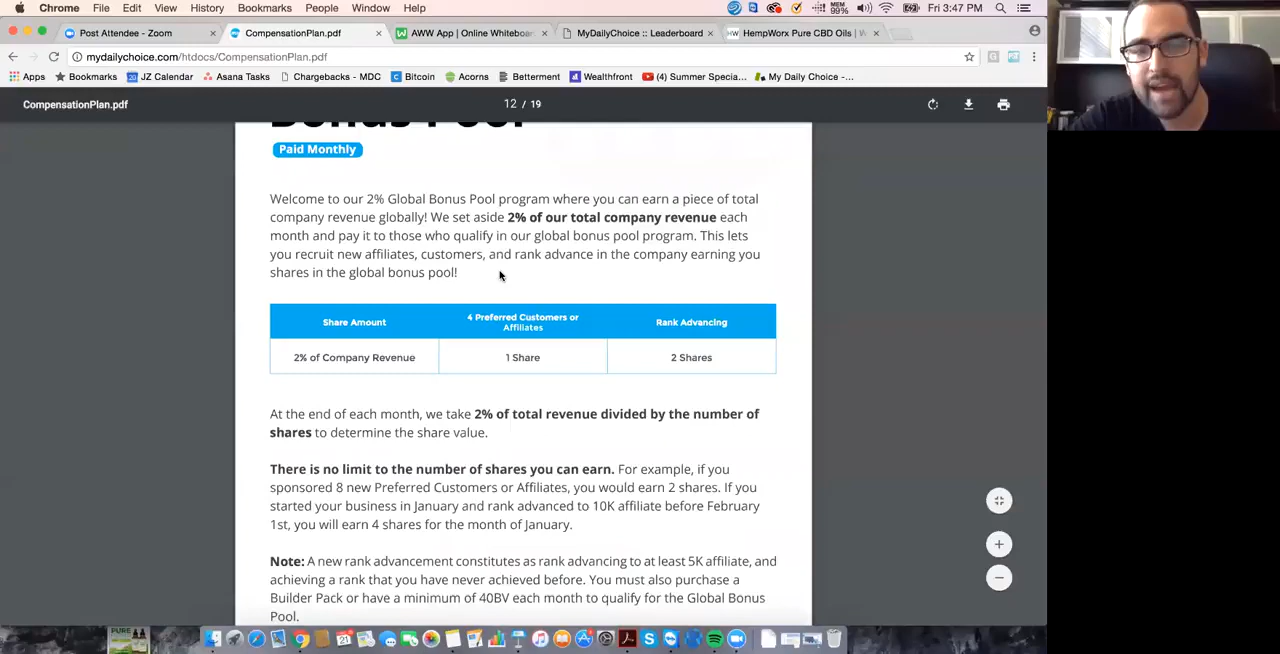 Chrome File Edit View History Bookmarks People Window Help MEM 99% Fri 3:47 PM
Post Attendee - Zoom CompensationPlan.pdf AWW App | Online Whiteboar MyDailyChoice :: Leaderboard HempWorx Pure CBD Oils | W
mydailychoice.com/htdocs/CompensationPlan.pdf
Apps Bookmarks JZ Calendar Asana Tasks Chargebacks - MDC Bitcoin Acorns Betterment Wealthfront (4) Summer Specia... My Daily Choice -...
CompensationPlan.pdf 12 / 19
Bonus Pool
Paid Monthly
Welcome to our 2% Global Bonus Pool program where you can earn a piece of total
company revenue globally! We set aside 2% of our total company revenue each
month and pay it to those who qualify in our global bonus pool program. This lets
you recruit new affiliates, customers, and rank advance in the company earning you
shares in the global bonus pool!
Share Amount 4 Preferred Customers or Affiliates Rank Advancing
2% of Company Revenue 1 Share 2 Shares
At the end of each month, we take 2% of total revenue divided by the number of
shares to determine the share value.
There is no limit to the number of shares you can earn. For example, if you
sponsored 8 new Preferred Customers or Affiliates, you would earn 2 shares. If you
started your business in January and rank advanced to 10K affiliate before February
1st, you will earn 4 shares for the month of January.
Note: A new rank advancement constitutes as rank advancing to at least 5K affiliate, and
achieving a rank that you have never achieved before. You must also purchase a
Builder Pack or have a minimum of 40BV each month to qualify for the Global Bonus
Pool.